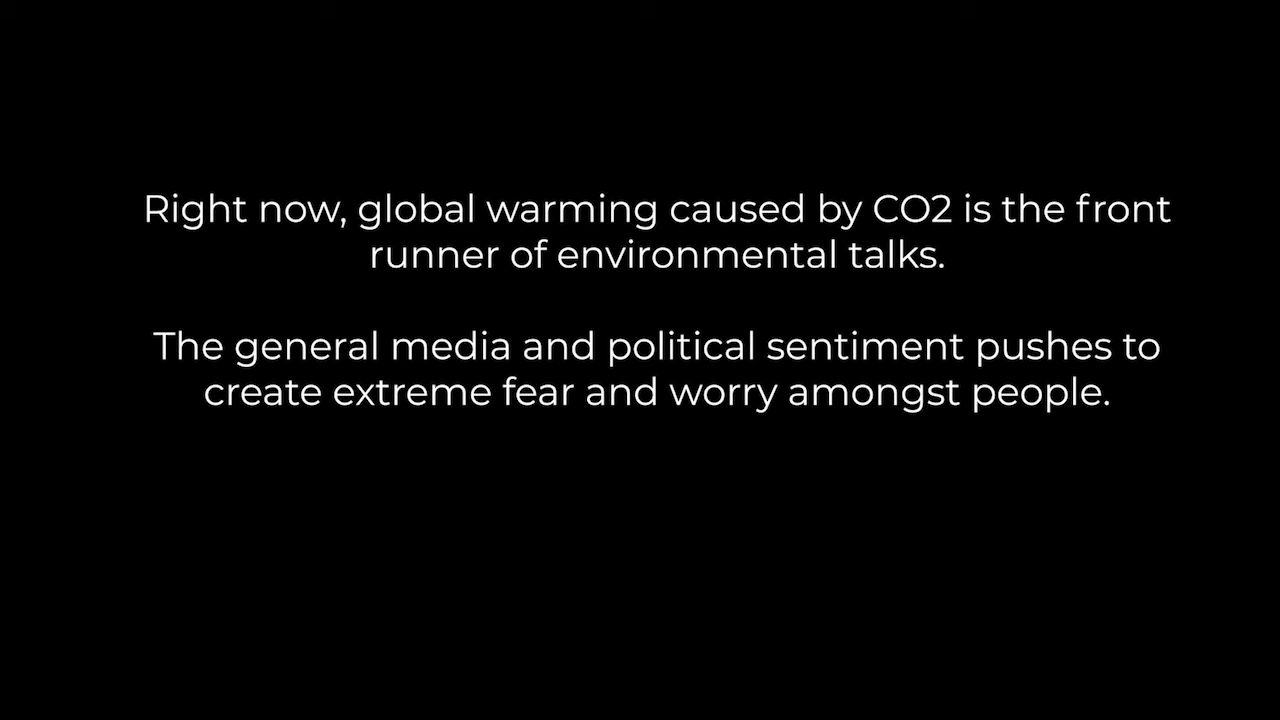 Right now, global warming caused by CO2 is the front
runner of environmental talks.
The general media and political sentiment pushes to
create extreme fear and worry amongst people.